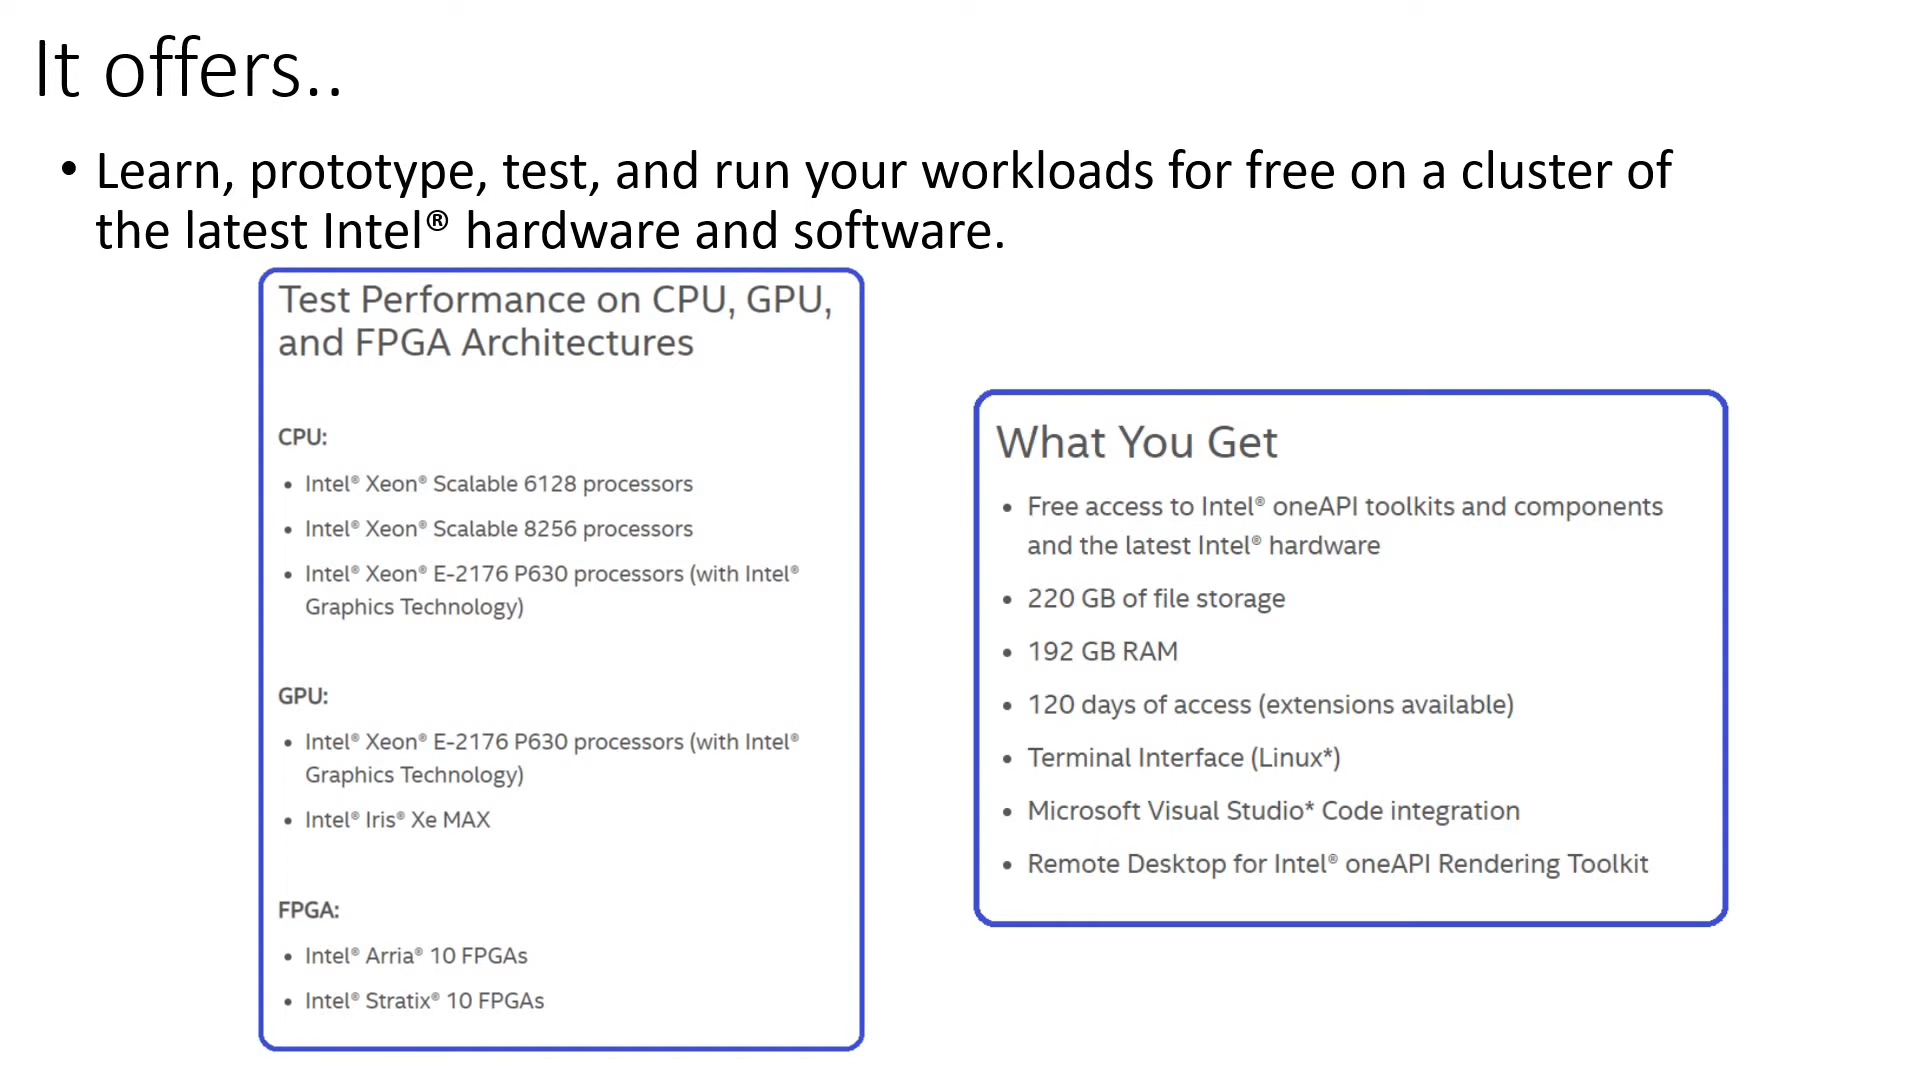 It offers..
• Learn, prototype, test, and run your workloads for free on a cluster of
the latest Intel® hardware and software.
Test Performance on CPU, GPU,
and FPGA Architectures
CPU:
• Intel® Xeon® Scalable 6128 processors
• Intel® Xeon® Scalable 8256 processors
• Intel® Xeon® E-2176 P630 processors (with Intel®
Graphics Technology)
GPU:
• Intel® Xeon® E-2176 P630 processors (with Intel®
Graphics Technology)
• Intel® Iris® Xe MAX
FPGA:
• Intel® Arria® 10 FPGAs
• Intel® Stratix® 10 FPGAs
What You Get
• Free access to Intel® oneAPI toolkits and components
and the latest Intel® hardware
• 220 GB of file storage
• 192 GB RAM
• 120 days of access (extensions available)
• Terminal Interface (Linux*)
• Microsoft Visual Studio* Code integration
• Remote Desktop for Intel® oneAPI Rendering Toolkit